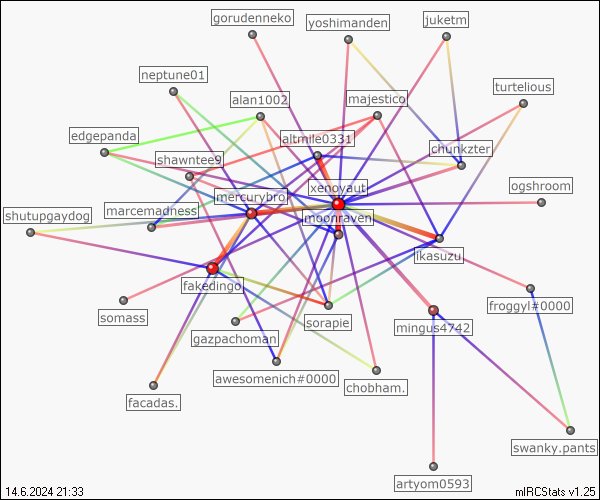 gorudenneko
yoshimanden
juketm
neptune01
turtelious
alan1002
majestico
edgepanda
altmile0331
chunkzter
shawntee9
ogshroom
xenoyaut
mercurybro
marcemadness
moonraven
shutupgaydog
ikasuzu
fakedingo
froggyl#0000
somass
sorapie
mingus4742
gazpachoman
awesomenich#0000
chobham.
facadas.
swanky.pants
artyom0593
14.6.2024 21:33
mIRCStats v1.25